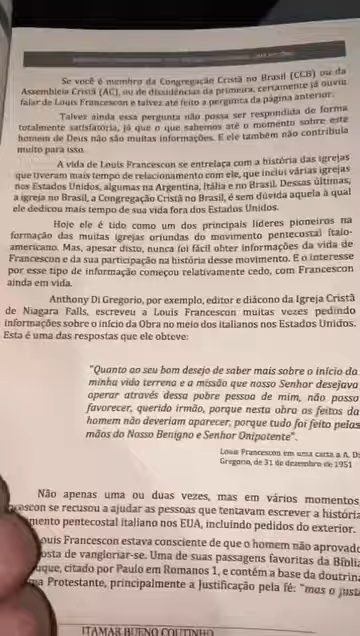 Se você é membro da Congregação Cristã no Brasil (CCB) ou da
Assembleia Cristã (AC), ou de dissidências da primeira, certamente já ouviu
falar de Louis Francescon e talvez até feito a pergunta da página anterior.
Talvez ainda essa pergunta não possa ser respondida de forma
totalmente satisfatória, já que o que sabemos até o momento sobre este
homem de Deus não são muitas informações. E ele também não contribuía
muito para isso.
A vida de Louis Francescon se entrelaça com a história das igrejas
que tiveram mais tempo de relacionamento com ele, que inclui várias igrejas
nos Estados Unidos, algumas na Argentina, Itália e no Brasil. Dessas últimas,
a igreja no Brasil, a Congregação Cristã no Brasil, é sem dúvida aquela à qual
ele dedicou mais tempo de sua vida fora dos Estados Unidos.
Hoje ele é tido como um dos principais líderes pioneiros na
formação das muitas igrejas oriundas do movimento pentecostal ítalo-
americano. Mas, apesar disto, nunca foi fácil obter informações da vida de
Francescon e da sua participação na história desse movimento. E o interesse
por esse tipo de informação começou relativamente cedo, com Francescon
ainda em vida.
Anthony Di Gregorio, por exemplo, editor e diácono da Igreja Cristã
de Niagara Falls, escreveu a Louis Francescon muitas vezes pedindo
informações sobre o início da Obra no meio dos italianos nos Estados Unidos.
Esta é uma das respostas que ele obteve:
"Quanto ao seu bom desejo de saber mais sobre o início da
minha vida terrena e a missão que nosso Senhor desejava
operar através dessa pobre pessoa de mim, não posso
favorecer, querido irmão, porque nesta obra os feitos do
homem não deveriam aparecer, porque tudo foi feito pelas
mãos do Nosso Benigno e Senhor Onipotente".
Louis Francescon em uma carta a A. Di
Gregorio, de 31 de dezembro de 1951
Não apenas uma ou duas vezes, mas em vários momentos
rescon se recusou a ajudar as pessoas que tentavam escrever a história
mento pentecostal italiano nos EUA, incluindo pedidos do exterior.
ouis Francescon estava consciente de que o homem não aprovado
osta de vangloriar-se. Uma de suas passagens favoritas da Bíblia
uque, citado por Paulo em Romanos 1, e contém a base da doutrina
ma Protestante, principalmente a Justificação pela fé: "mas o justo
ITAMAR BUENO COUTINHO